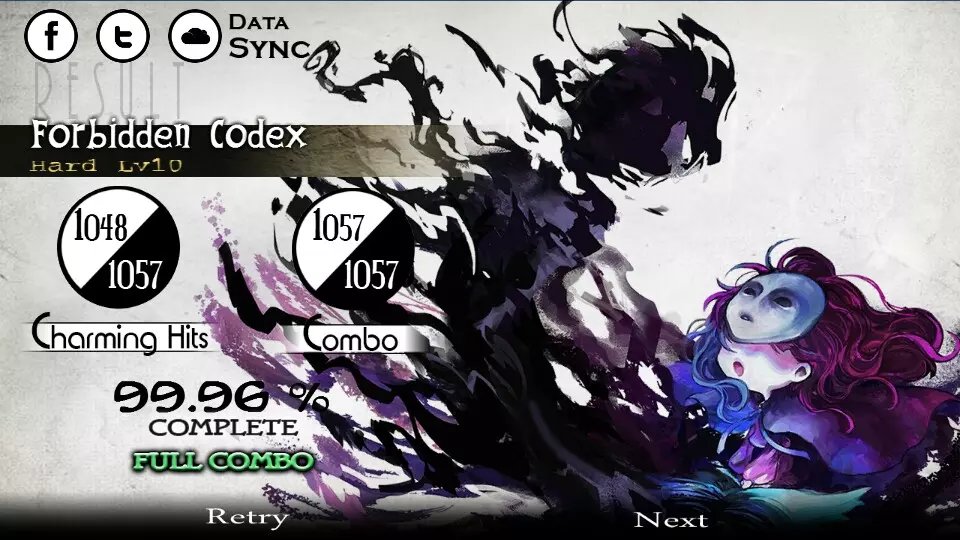 f
t
Data
Sync
RESULT
Forbidden Codex
Hard Lv10
1048
1057
1057
1057
Charming Hits
Combo
99.96 %
COMPLETE
FULL COMBO
Retry
Next